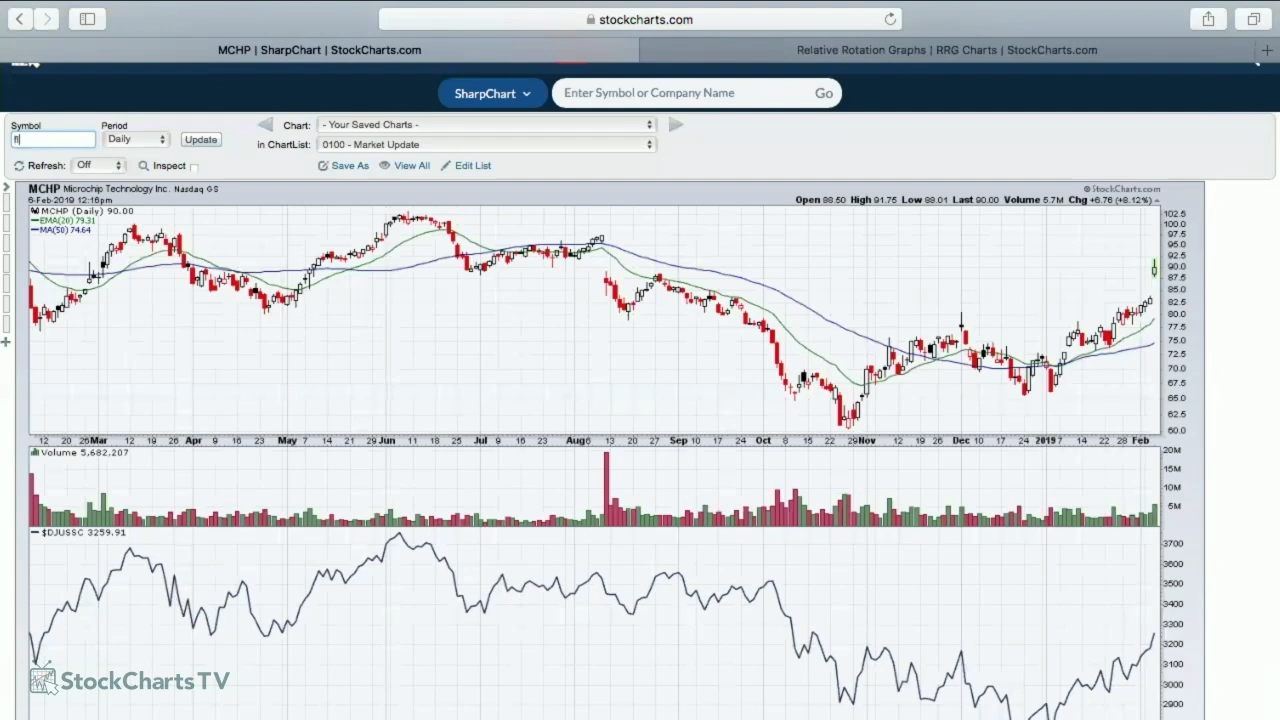 stockcharts.com
MCHP | SharpChart | StockCharts.com
Relative Rotation Graphs | RRG Charts | StockCharts.com
SharpChart
Enter Symbol or Company Name
Go
Symbol
Period
Chart:
- Your Saved Charts -
Daily
Update
in ChartList:
0100 - Market Update
Refresh:
Off
Inspect
Save As
View All
Edit List
MCHP Microchip Technology Inc. Nasdaq GS
© StockCharts.com
6-Feb-2019 12:16pm
Open 88.50 High 91.75 Low 88.01 Last 90.00 Volume 5.7M Chg +6.76 (+8.12%)
MCHP (Daily) 90.00
EMA(20) 79.31
MA(50) 74.64
102.5
100.0
97.5
95.0
92.5
90.0
87.5
85.0
82.5
80.0
77.5
75.0
72.5
70.0
67.5
65.0
62.5
60.0
12 20 26 Mar 12 19 26 Apr 9 16 23 May 7 14 21 29 Jun 11 18 25 Jul 9 16 23 Aug 6 13 20 27 Sep 10 17 24 Oct 8 15 22 29 Nov 12 19 26 Dec 10 17 24 2019 7 14 22 28 Feb
Volume 5,682,207
20M
15M
10M
5M
$DJUSSC 3259.91
3700
3600
3500
3400
3300
3200
3100
3000
2900
StockChartsTV